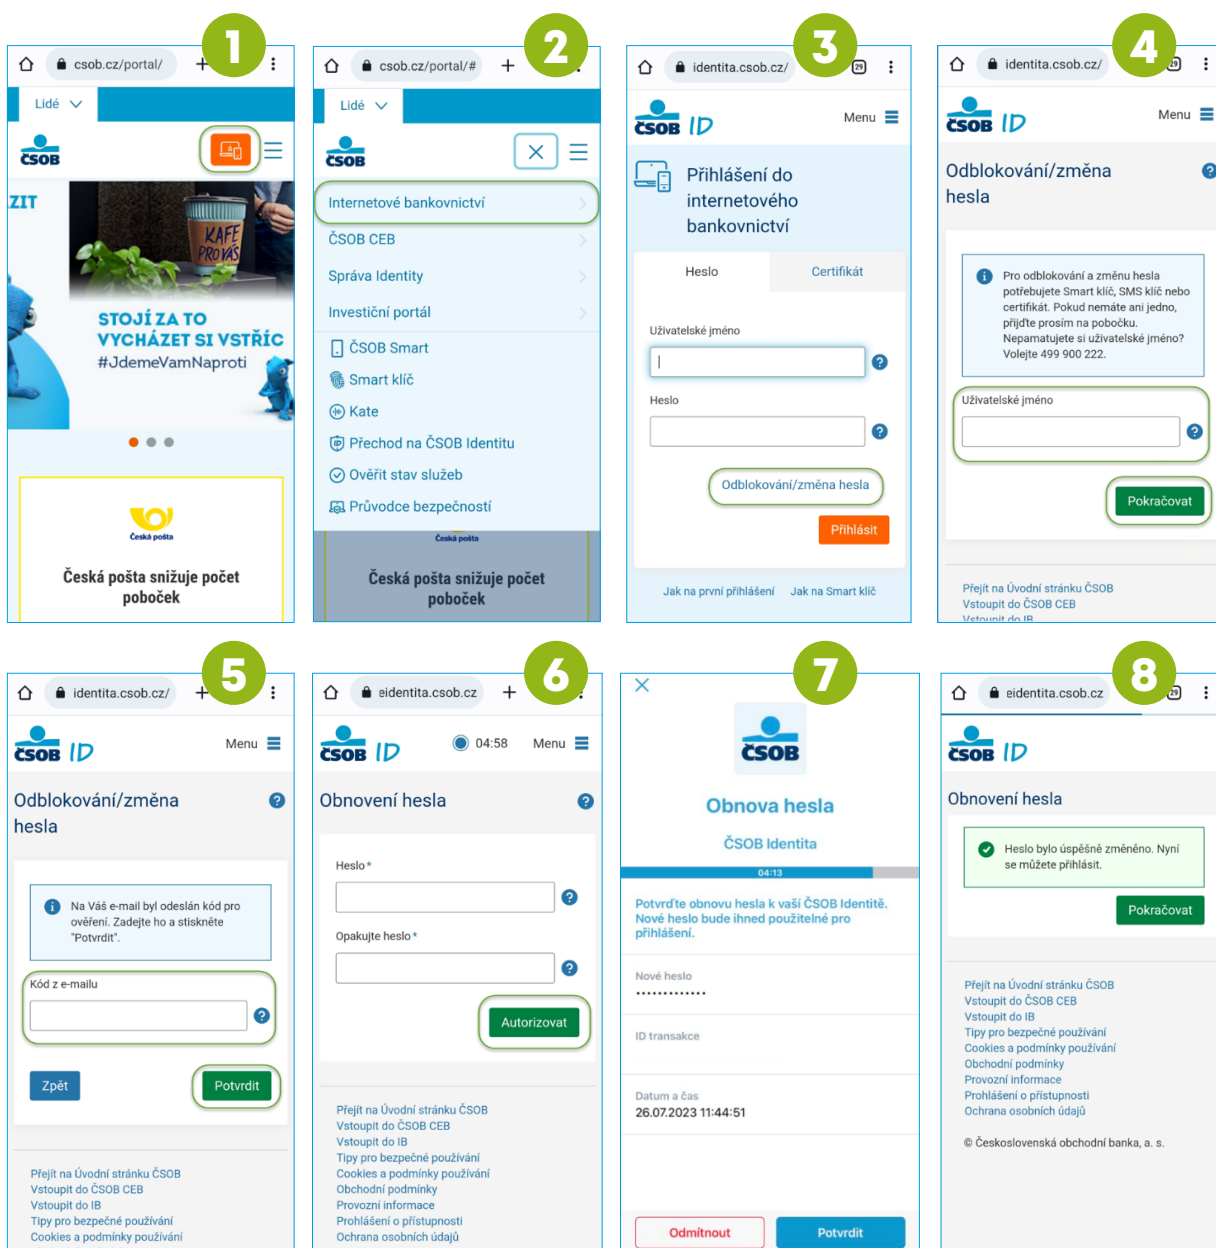 1
csob.cz/portal/
Lidé
ČSOB
ZIT
KAFE
PRO VÁS
STOJÍ ZA TO
VYCHÁZET SI VSTŘÍC
#JdemeVamNaproti
Česká pošta
Česká pošta snižuje počet
poboček
2
csob.cz/portal/#
Lidé
ČSOB
Internetové bankovnictví
ČSOB CEB
Správa Identity
Investiční portál
ČSOB Smart
Smart klíč
Kate
Přechod na ČSOB Identitu
Ověřit stav služeb
Průvodce bezpečností
Česká pošta
Česká pošta snižuje počet
poboček
3
identita.csob.cz/
29
ČSOB ID
Menu
Přihlášení do
internetového
bankovnictví
Heslo
Certifikát
Uživatelské jméno
Heslo
Odblokování/změna hesla
Přihlásit
Jak na první přihlášení
Jak na Smart klíč
4
identita.csob.cz/
29
ČSOB ID
Menu
Odblokování/změna
hesla
Pro odblokování a změnu hesla
potřebujete Smart klíč, SMS klíč nebo
certifikát. Pokud nemáte ani jedno,
přijďte prosím na pobočku.
Nepamatujete si uživatelské jméno?
Volejte 499 900 222.
Uživatelské jméno
Pokračovat
Přejít na Úvodní stránku ČSOB
Vstoupit do ČSOB CEB
Vstoupit do IB
5
identita.csob.cz/
ČSOB ID
Menu
Odblokování/změna
hesla
Na Váš e-mail byl odeslán kód pro
ověření. Zadejte ho a stiskněte
"Potvrdit".
Kód z e-mailu
Zpět
Potvrdit
Přejít na Úvodní stránku ČSOB
Vstoupit do ČSOB CEB
Vstoupit do IB
Tipy pro bezpečné používání
Cookies a podmínky používání
6
eidentita.csob.cz
ČSOB ID
04:58
Menu
Obnovení hesla
Heslo*
Opakujte heslo*
Autorizovat
Přejít na Úvodní stránku ČSOB
Vstoupit do ČSOB CEB
Vstoupit do IB
Tipy pro bezpečné používání
Cookies a podmínky používání
Obchodní podmínky
Provozní informace
Prohlášení o přístupnosti
Ochrana osobních údajů
7
ČSOB
Obnova hesla
ČSOB Identita
04:13
Potvrďte obnovu hesla k vaší ČSOB Identitě.
Nové heslo bude ihned použitelné pro
přihlášení.
Nové heslo
•••••••••••••
ID transakce
Datum a čas
26.07.2023 11:44:51
Odmítnout
Potvrdit
8
eidentita.csob.cz
29
ČSOB ID
Obnovení hesla
Heslo bylo úspěšně změněno. Nyní
se můžete přihlásit.
Pokračovat
Přejít na Úvodní stránku ČSOB
Vstoupit do ČSOB CEB
Vstoupit do IB
Tipy pro bezpečné používání
Cookies a podmínky používání
Obchodní podmínky
Provozní informace
Prohlášení o přístupnosti
Ochrana osobních údajů
© Československá obchodní banka, a. s.